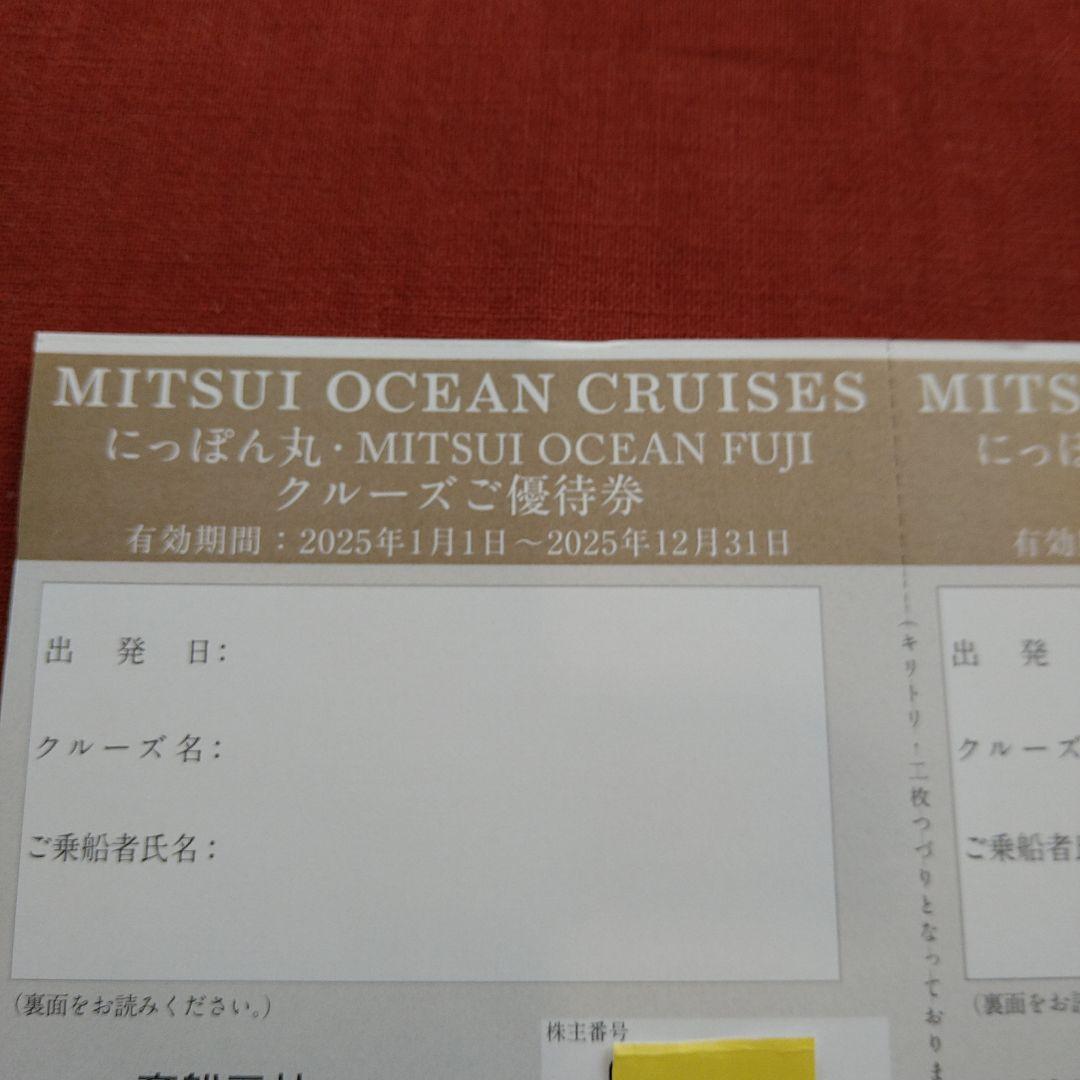 MITSUI OCEAN CRUISES
にっぽん丸・MITSUI OCEAN FUJI
クルーズご優待券
有効期間：2025年1月1日～2025年12月31日
出 発 日：
クルーズ 名：
ご乗船者氏名：
（裏面をお読みください。）
株主番号
（キリトリ！二枚つづりとなっておりま
MITS
にっぽ
有効
出 発
クルーズ
ご乗船者
（裏面をお